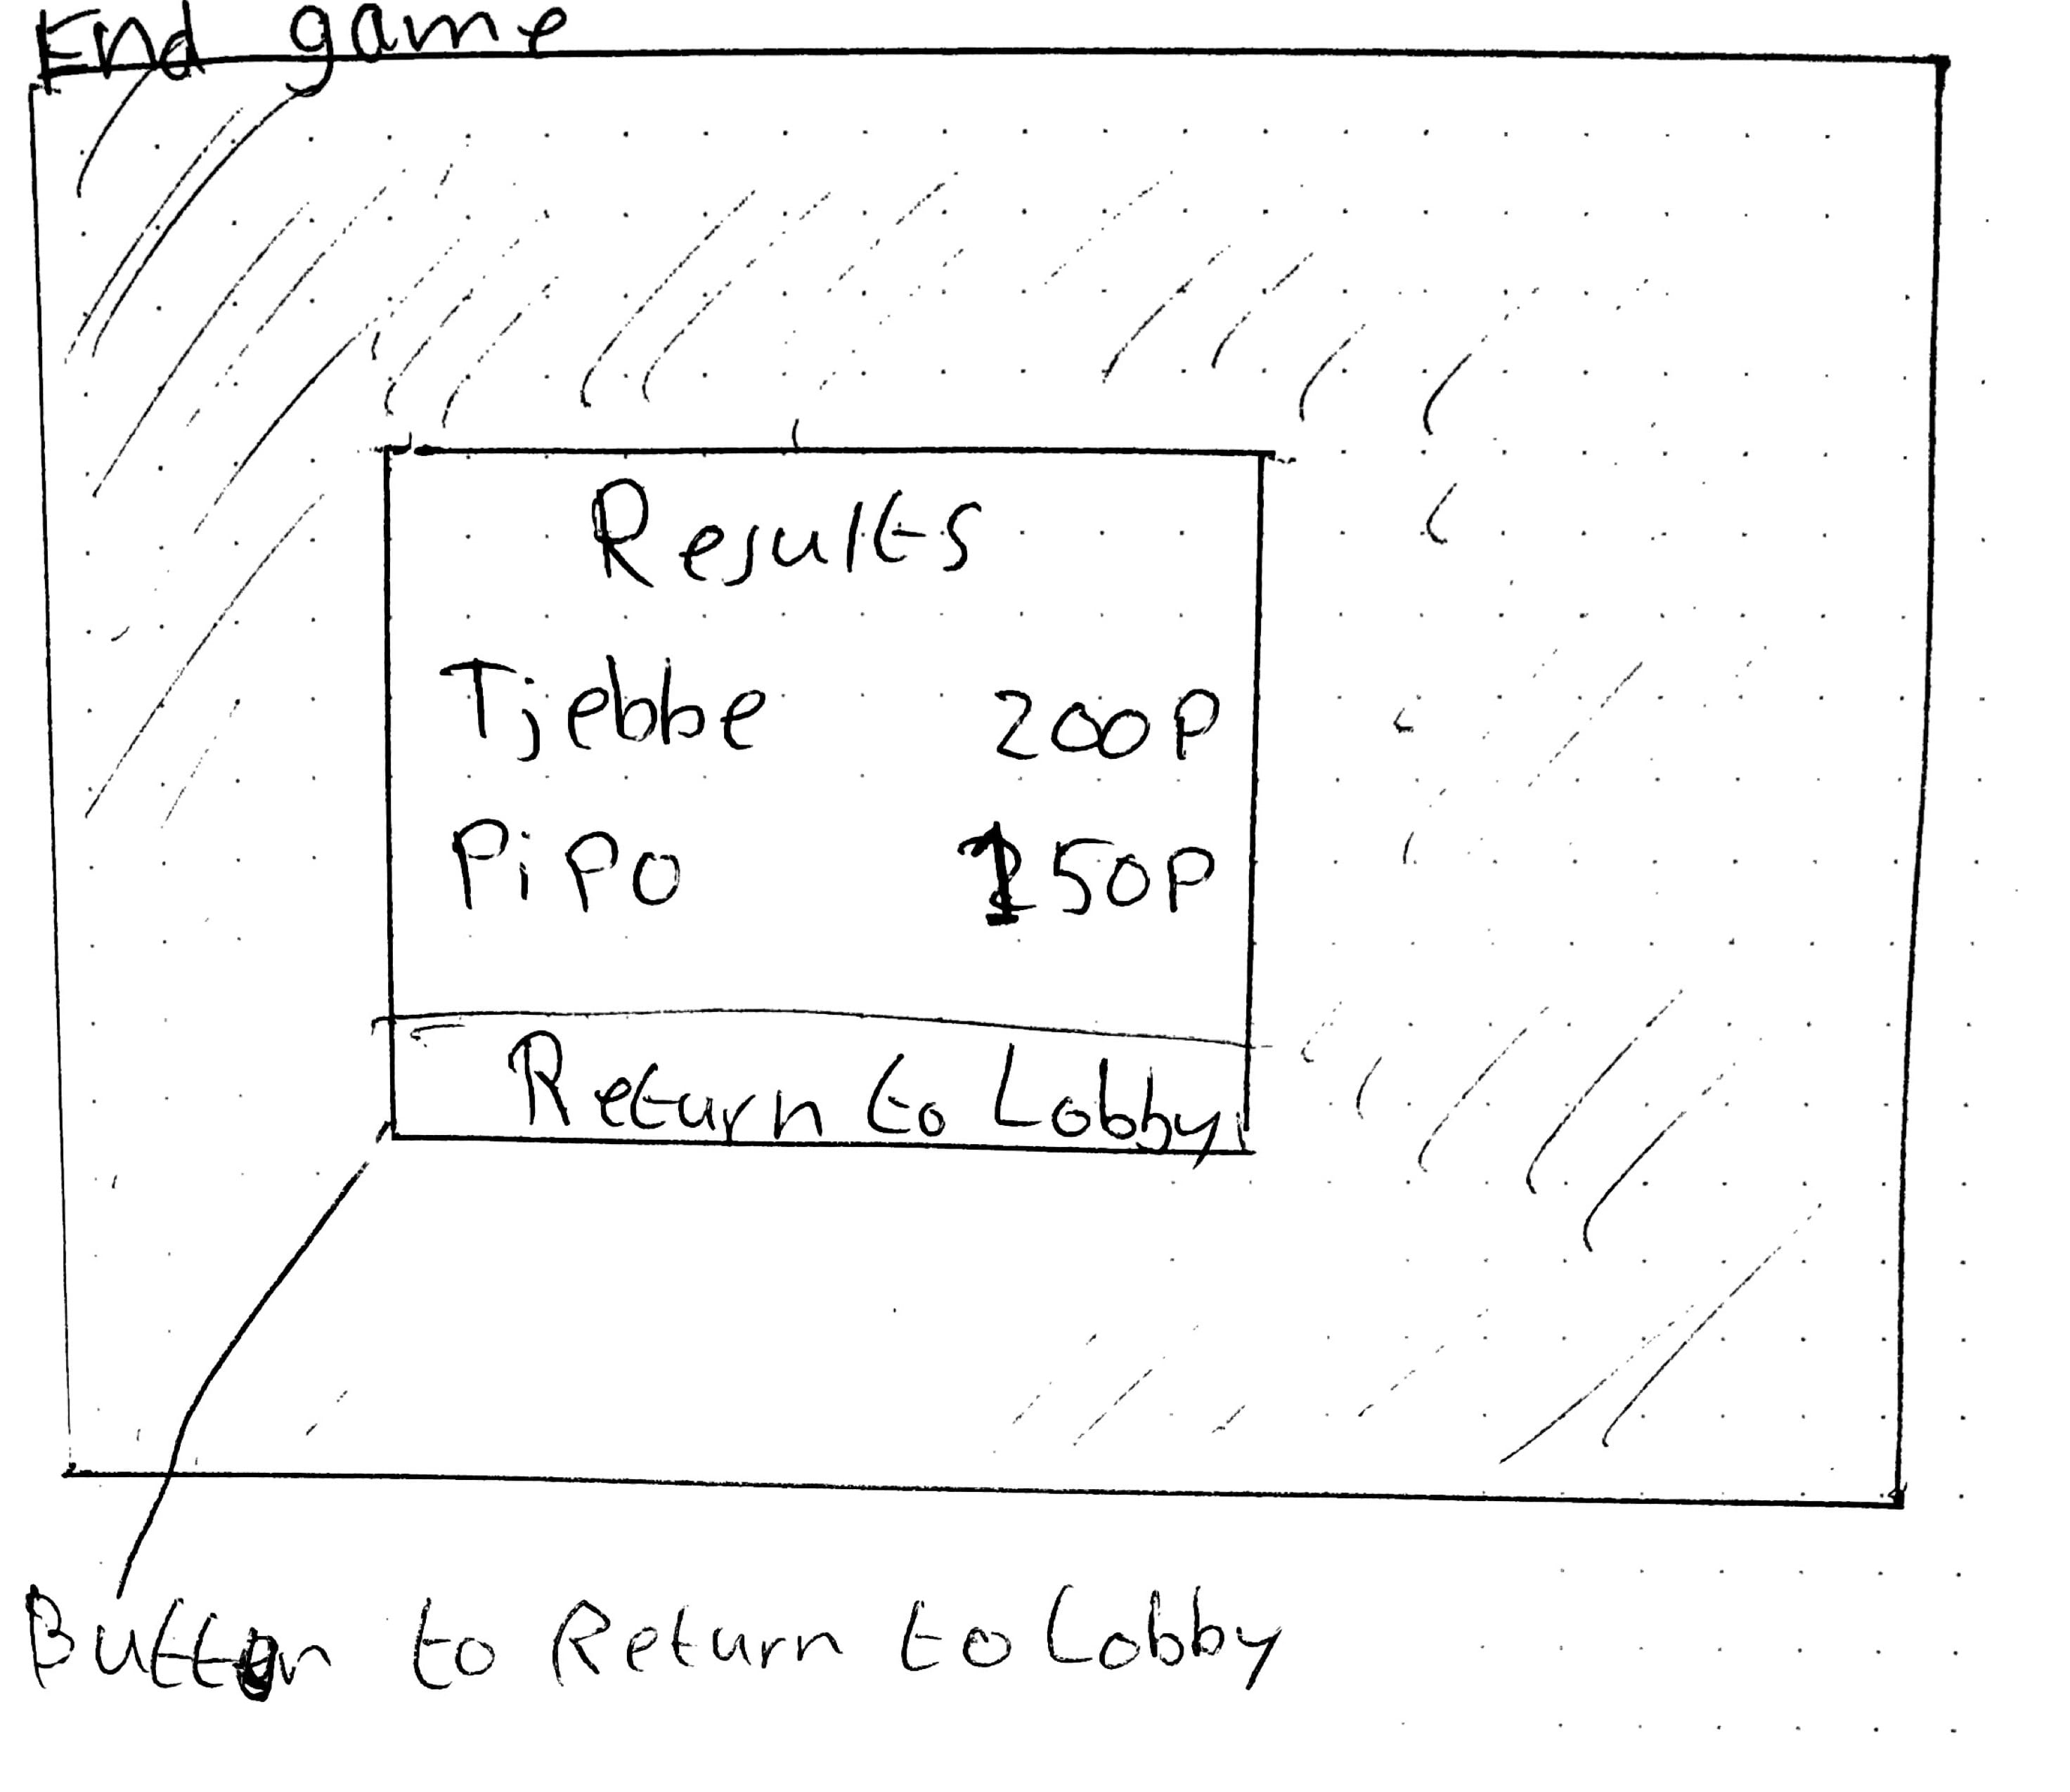 End game
Results
Tjebbe 200P
PiPo 150P
Return to Lobby
Button to Return to Lobby